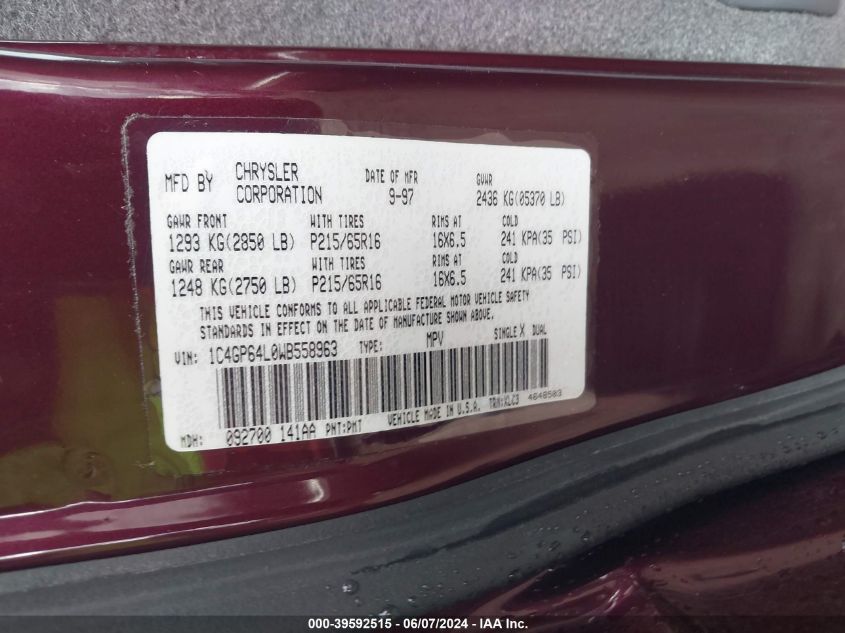 MFD BY CHRYSLER CORPORATION DATE OF MFR 9-97 GVWR 2436 KG(05370 LB)
GAWR FRONT WITH TIRES RIMS AT COLD
1293 KG(2850 LB) P215/65R16 16X6.5 241 KPA(35 PSI)
GAWR REAR WITH TIRES RIMS AT COLD
1248 KG(2750 LB) P215/65R16 16X6.5 241 KPA(35 PSI)
THIS VEHICLE CONFORMS TO ALL APPLICABLE FEDERAL MOTOR VEHICLE SAFETY
STANDARDS IN EFFECT ON THE DATE OF MANUFACTURE SHOWN ABOVE.
VIN: 1C4GP64L0WB558963 TYPE: MPV SINGLE X DUAL
MDH: 092700 141AA PNT:PMT VEHICLE MADE IN U.S.A. TRM:XLC3 4648503
000-39592515 - 06/07/2024 - IAA Inc.